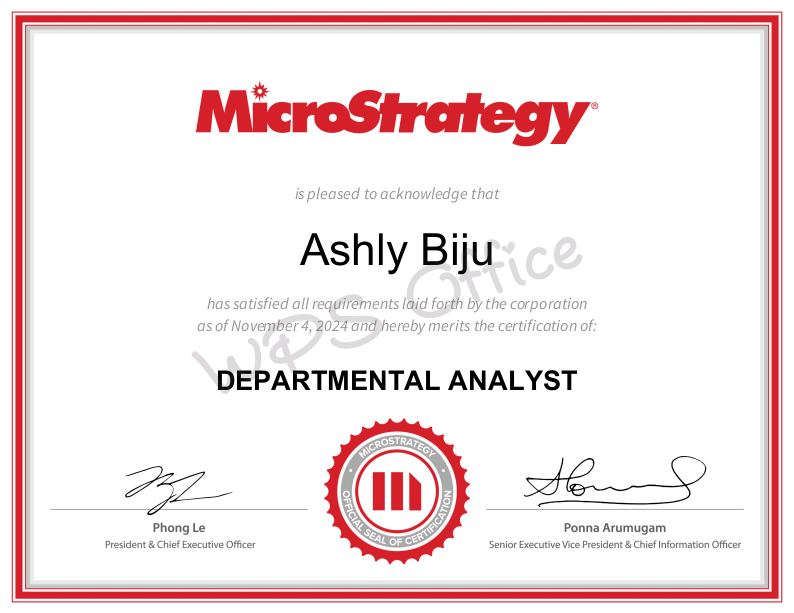 MicroStrategy®
is pleased to acknowledge that
Ashly Biju
WPS Office
has satisfied all requirements laid forth by the corporation
as of November 4, 2024 and hereby merits the certification of:
DEPARTMENTAL ANALYST
MICROSTRATEGY
OFFICIAL SEAL OF CERTIFICATION
Phong Le
President & Chief Executive Officer
Ponna Arumugam
Senior Executive Vice President & Chief Information Officer